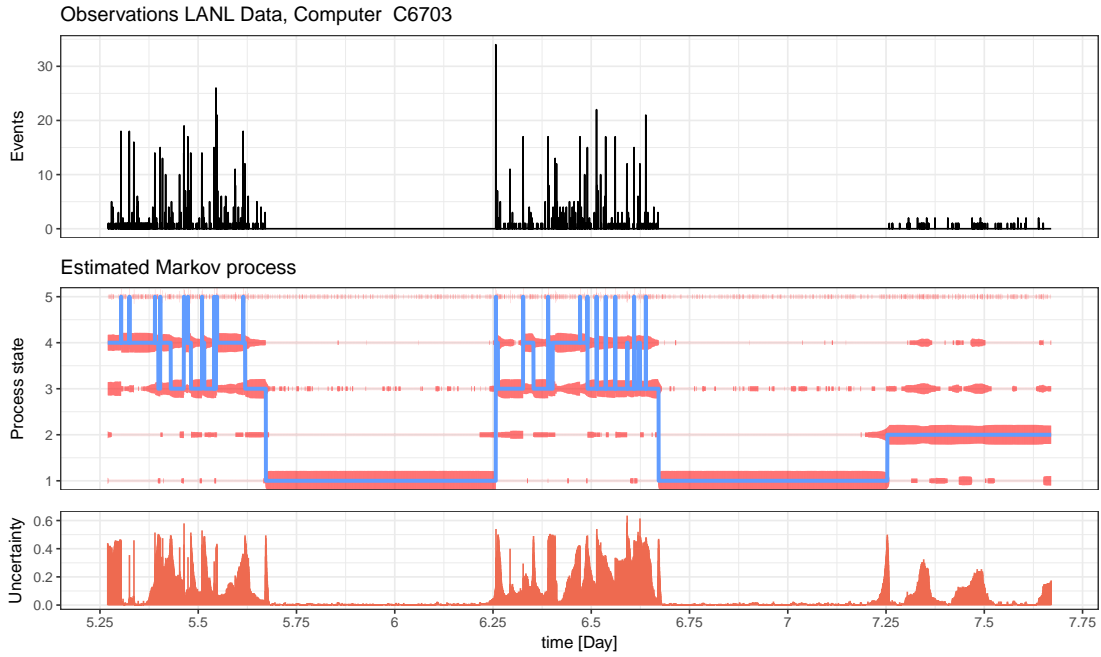 Observations LANL Data, Computer  C6703
Events
30
20
10
0
Estimated Markov process
Process state
5
4
3
2
1
Uncertainty
0.6
0.4
0.2
0.0
5.25 5.5 5.75 6 6.25 6.5 6.75 7 7.25 7.5 7.75
time [Day]